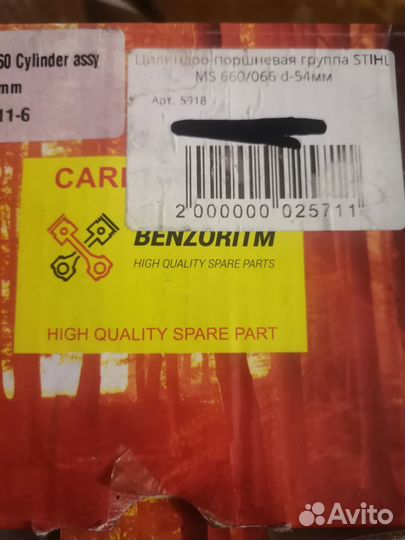 60 Cylinder assy
mm
11-6
Цилиндро-поршневая группа STIHL
MS 660/066 d-54мм
Арт. 5918
2 000000 025711
CARI
BENZORITM
HIGH QUALITY SPARE PARTS
HIGH QUALITY SPARE PART
Avito